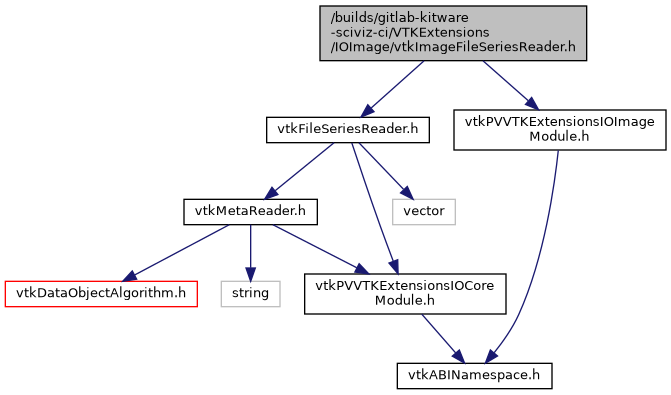 /builds/gitlab-kitware
-sciviz-ci/VTKExtensions
/IOImage/vtkImageFileSeriesReader.h
vtkFileSeriesReader.h
vtkPVVTKExtensionsIOImage
Module.h
vtkMetaReader.h
vector
vtkDataObjectAlgorithm.h
string
vtkPVVTKExtensionsIOCore
Module.h
vtkABINamespace.h